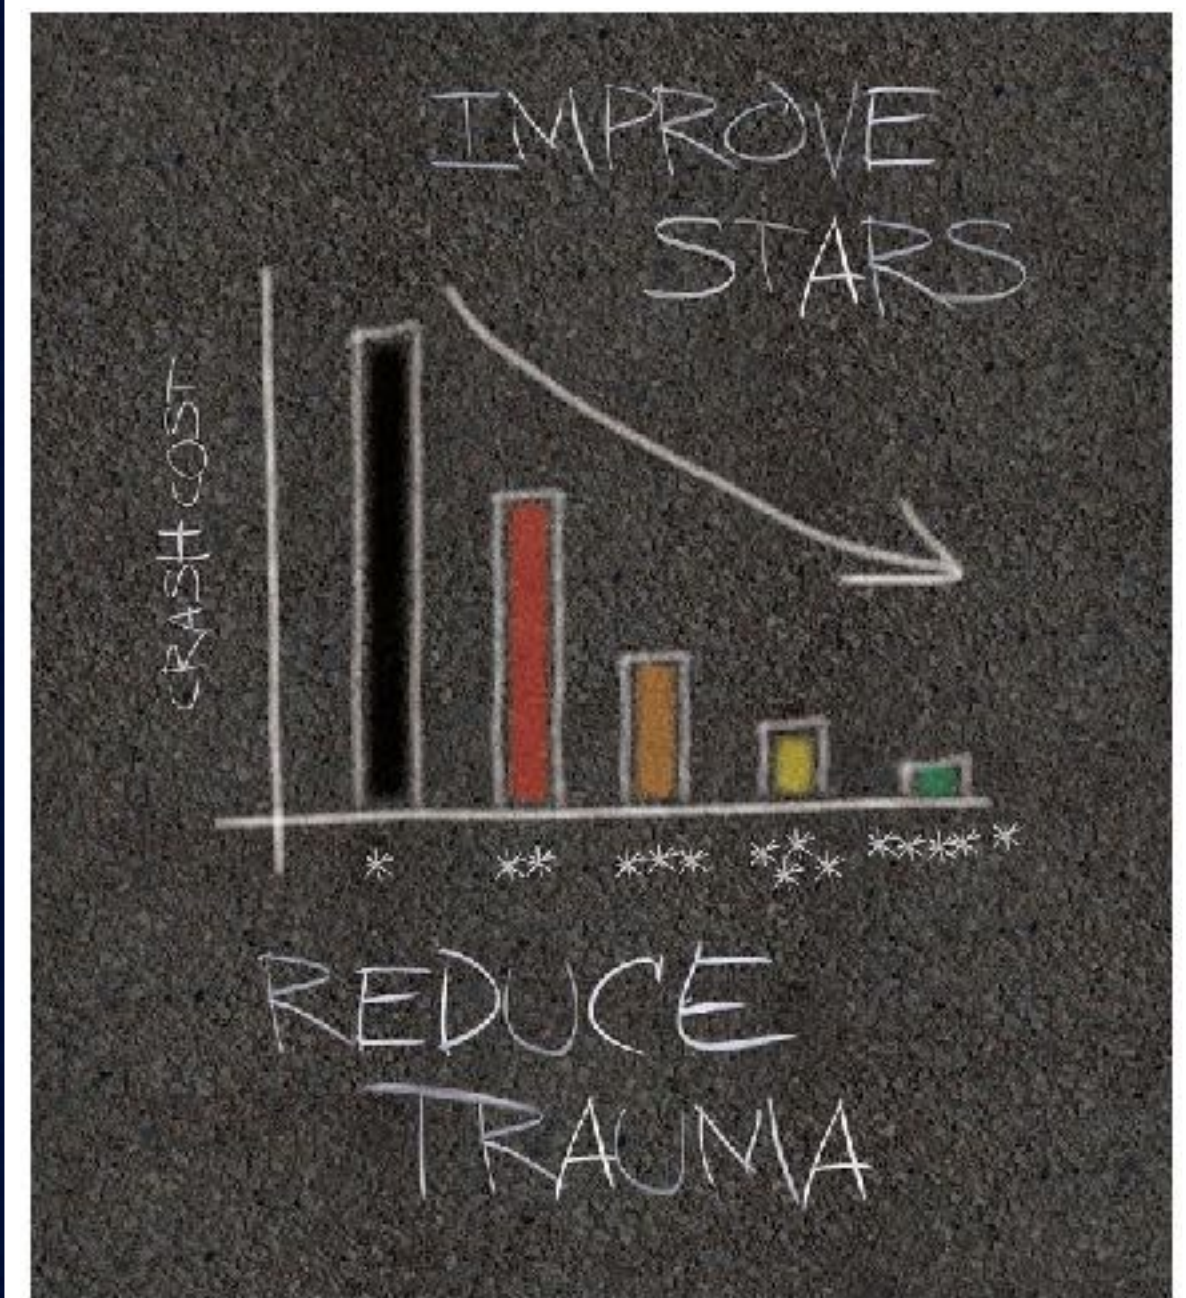 IMPROVE
STARS
CRASH COST
* ** *** **** *****
REDUCE
TRAUMA